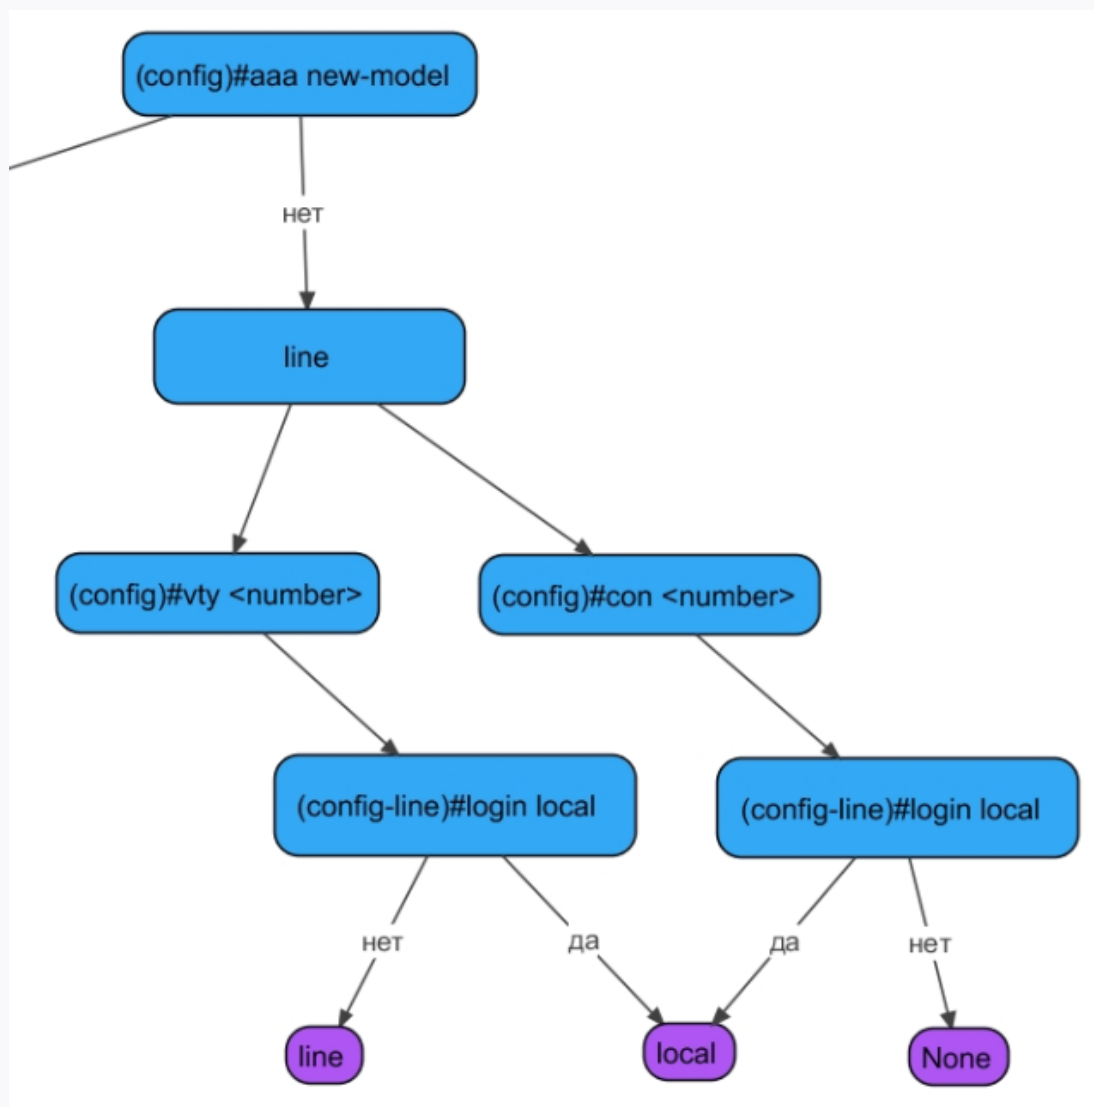 (config)#aaa new-model
нет
line
(config)#vty <number>
(config)#con <number>
(config-line)#login local
(config-line)#login local
нет
да
да
нет
line
local
None